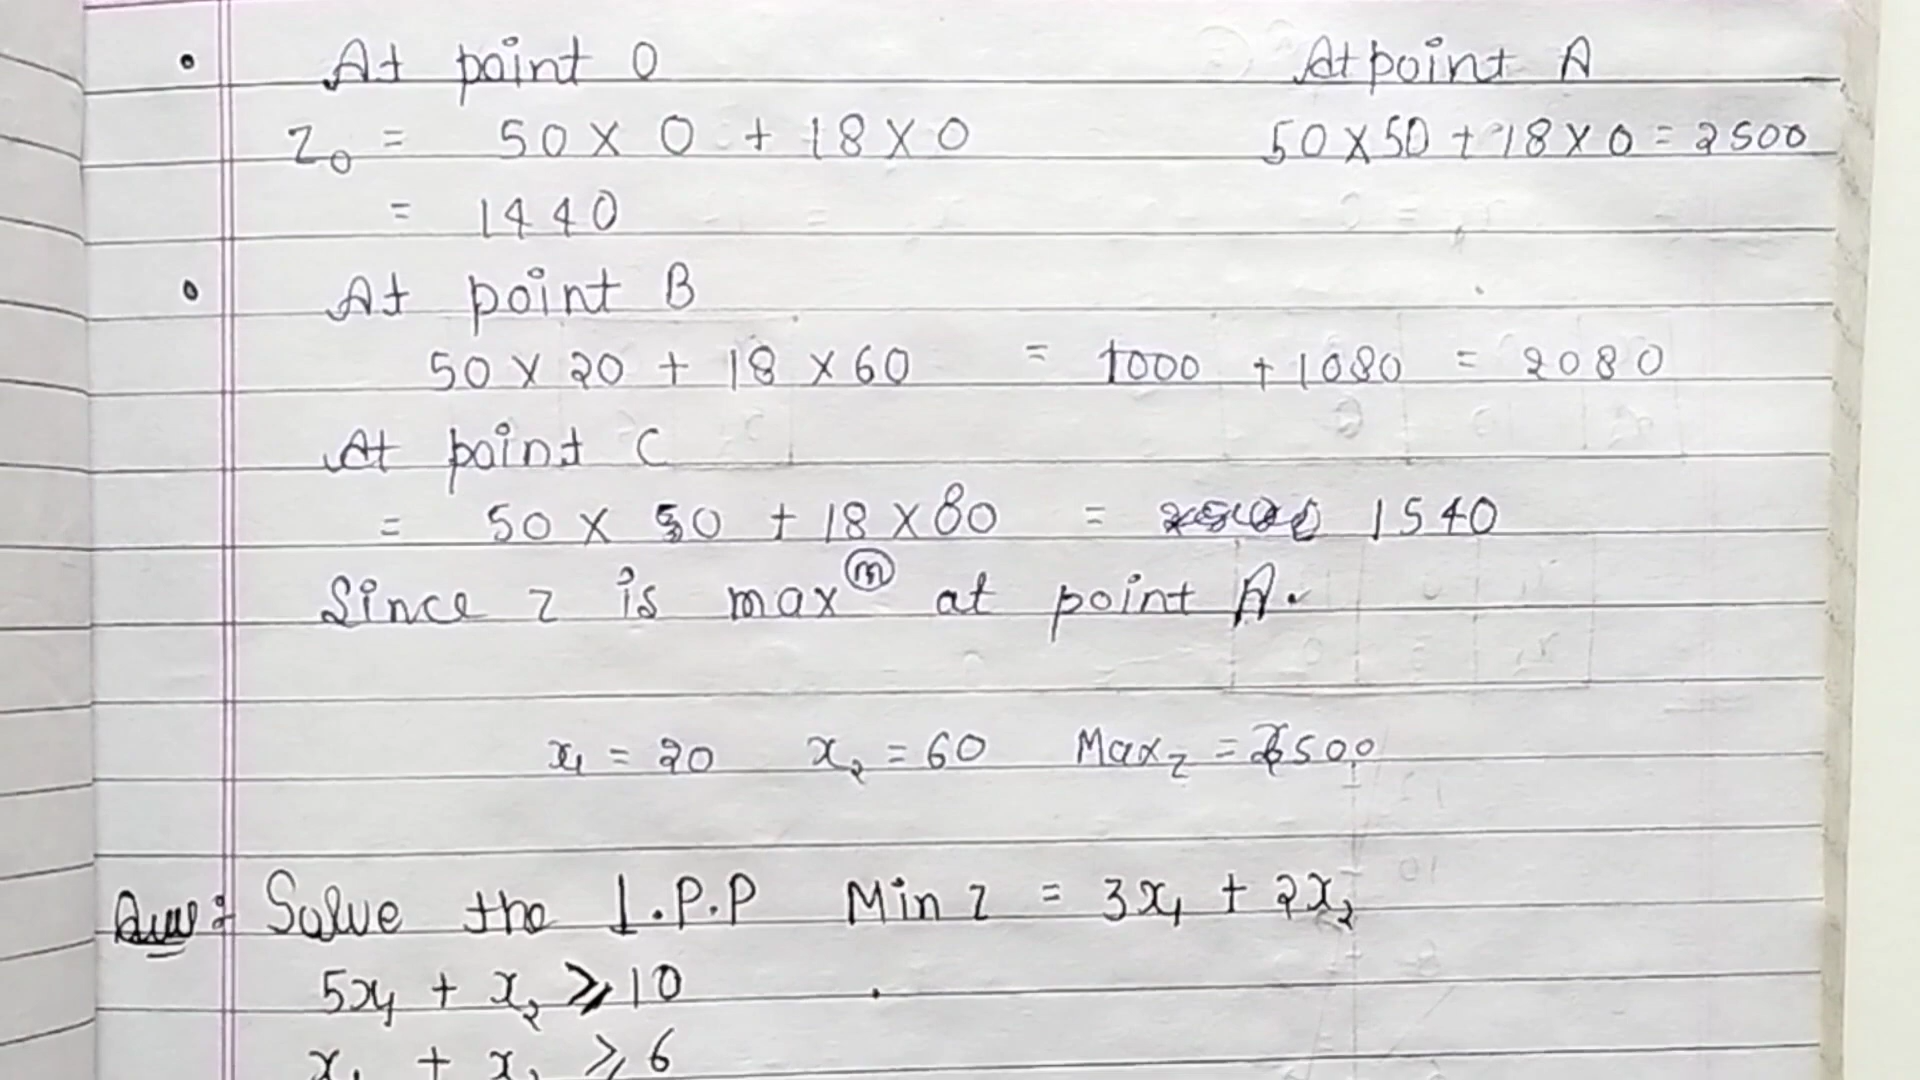 At point O At point A
Z₀ = 50 × 0 + 18 × 0 50 × 50 + 18 × 0 = 2500
= 1440
At point B
50 × 20 + 18 × 60 = 1000 + 1080 = 2080
At point C
= 50 × 50 + 18 × 80 = 1540
Since z is max^m at point A.
x₁ = 20 x₂ = 60 Max z = 2500
Que: Solve the L.P.P Min z = 3x₁ + 2x₂
5x₁ + x₂ ≥ 10
x₁ + x₂ ≥ 6